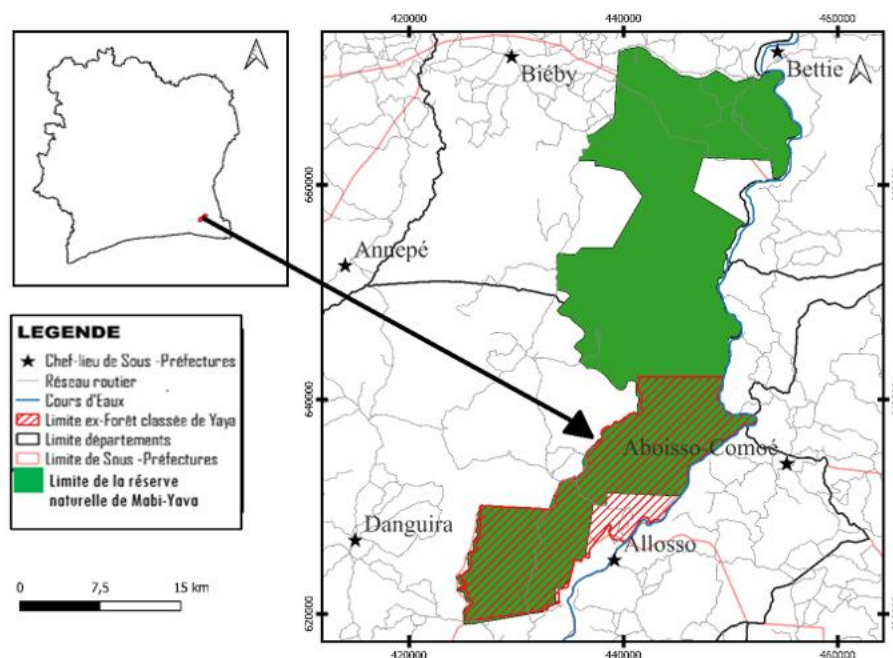 420000 440000 460000
Biéby
Bettie
660000
Annepé
LEGENDE
Chef-lieu de Sous -Préfectures
Réseau routier
Cours d'Eaux
Limite ex-Forêt classée de Yaya
Limite départements
Limite de Sous -Préfectures
Limite de la réserve
naturelle de Mabi-Yava
640000
Aboisso-Comoé
Danguira
Allosso
0 7,5 15 km
620000
420000 440000 460000